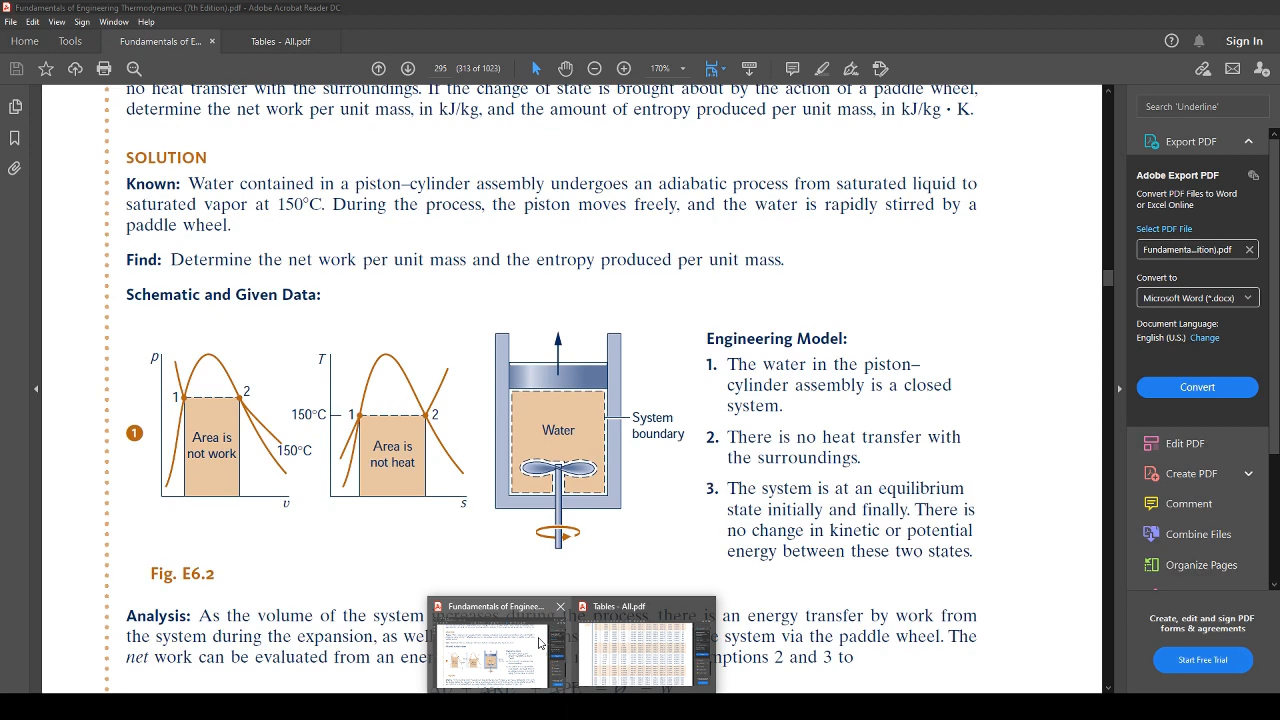 Fundamentals of Engineering Thermodynamics (7th Edition).pdf - Adobe Acrobat Reader DC
File Edit View Sign Window Help
Home Tools Fundamentals of E... × Tables - All.pdf Sign In
295 (313 of 1023) 170%
no heat transfer with the surroundings. If the change of state is brought about by the action of a paddle wheel,
determine the net work per unit mass, in kJ/kg, and the amount of entropy produced per unit mass, in kJ/kg · K.
SOLUTION
Known: Water contained in a piston–cylinder assembly undergoes an adiabatic process from saturated liquid to
saturated vapor at 150°C. During the process, the piston moves freely, and the water is rapidly stirred by a
paddle wheel.
Find: Determine the net work per unit mass and the entropy produced per unit mass.
Schematic and Given Data:
p
1
2
Area is
not work
150°C
v
1
T
150°C
1
2
Area is
not heat
s
Water
System
boundary
Engineering Model:
1. The water in the piston–
cylinder assembly is a closed
system.
2. There is no heat transfer with
the surroundings.
3. The system is at an equilibrium
state initially and finally. There is
no change in kinetic or potential
energy between these two states.
Fig. E6.2
Analysis: As the volume of the system increases during the process, there is an energy transfer by work from
the system during the expansion, as well
the system via the paddle wheel. The
net work can be evaluated from
2 and 3 to
Fundamentals of Enginee...
Tables - All.pdf
Search 'Underline'
Export PDF
Adobe Export PDF
Convert PDF Files to Word
or Excel Online
Select PDF File
Fundamenta...ition).pdf
Convert to
Microsoft Word (*.docx)
Document Language:
English (U.S.) Change
Convert
Edit PDF
Create PDF
Comment
Combine Files
Organize Pages
Create, edit and sign PDF
forms & agreements
Start Free Trial